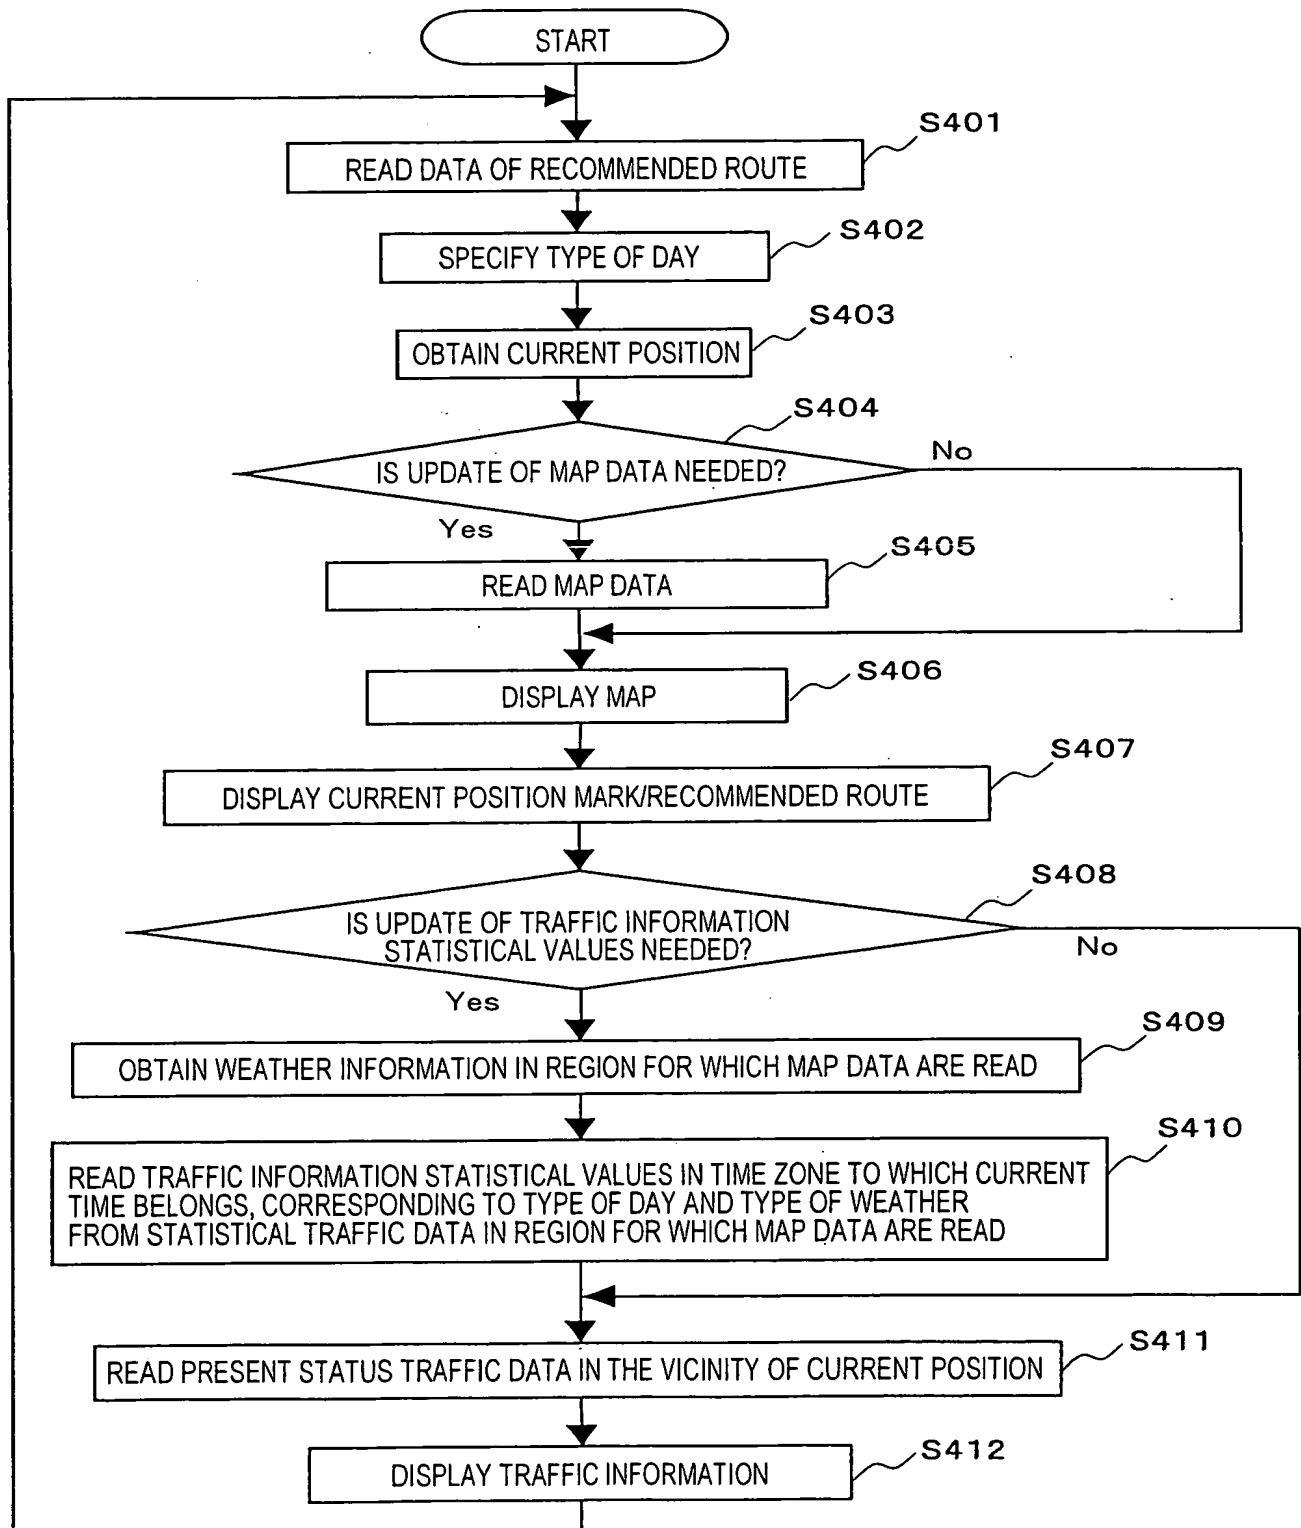 START
S401
READ DATA OF RECOMMENDED ROUTE
S402
SPECIFY TYPE OF DAY
S403
OBTAIN CURRENT POSITION
S404
IS UPDATE OF MAP DATA NEEDED?
No
Yes
S405
READ MAP DATA
S406
DISPLAY MAP
S407
DISPLAY CURRENT POSITION MARK/RECOMMENDED ROUTE
S408
IS UPDATE OF TRAFFIC INFORMATION
STATISTICAL VALUES NEEDED?
No
Yes
S409
OBTAIN WEATHER INFORMATION IN REGION FOR WHICH MAP DATA ARE READ
S410
READ TRAFFIC INFORMATION STATISTICAL VALUES IN TIME ZONE TO WHICH CURRENT
TIME BELONGS, CORRESPONDING TO TYPE OF DAY AND TYPE OF WEATHER
FROM STATISTICAL TRAFFIC DATA IN REGION FOR WHICH MAP DATA ARE READ
S411
READ PRESENT STATUS TRAFFIC DATA IN THE VICINITY OF CURRENT POSITION
S412
DISPLAY TRAFFIC INFORMATION